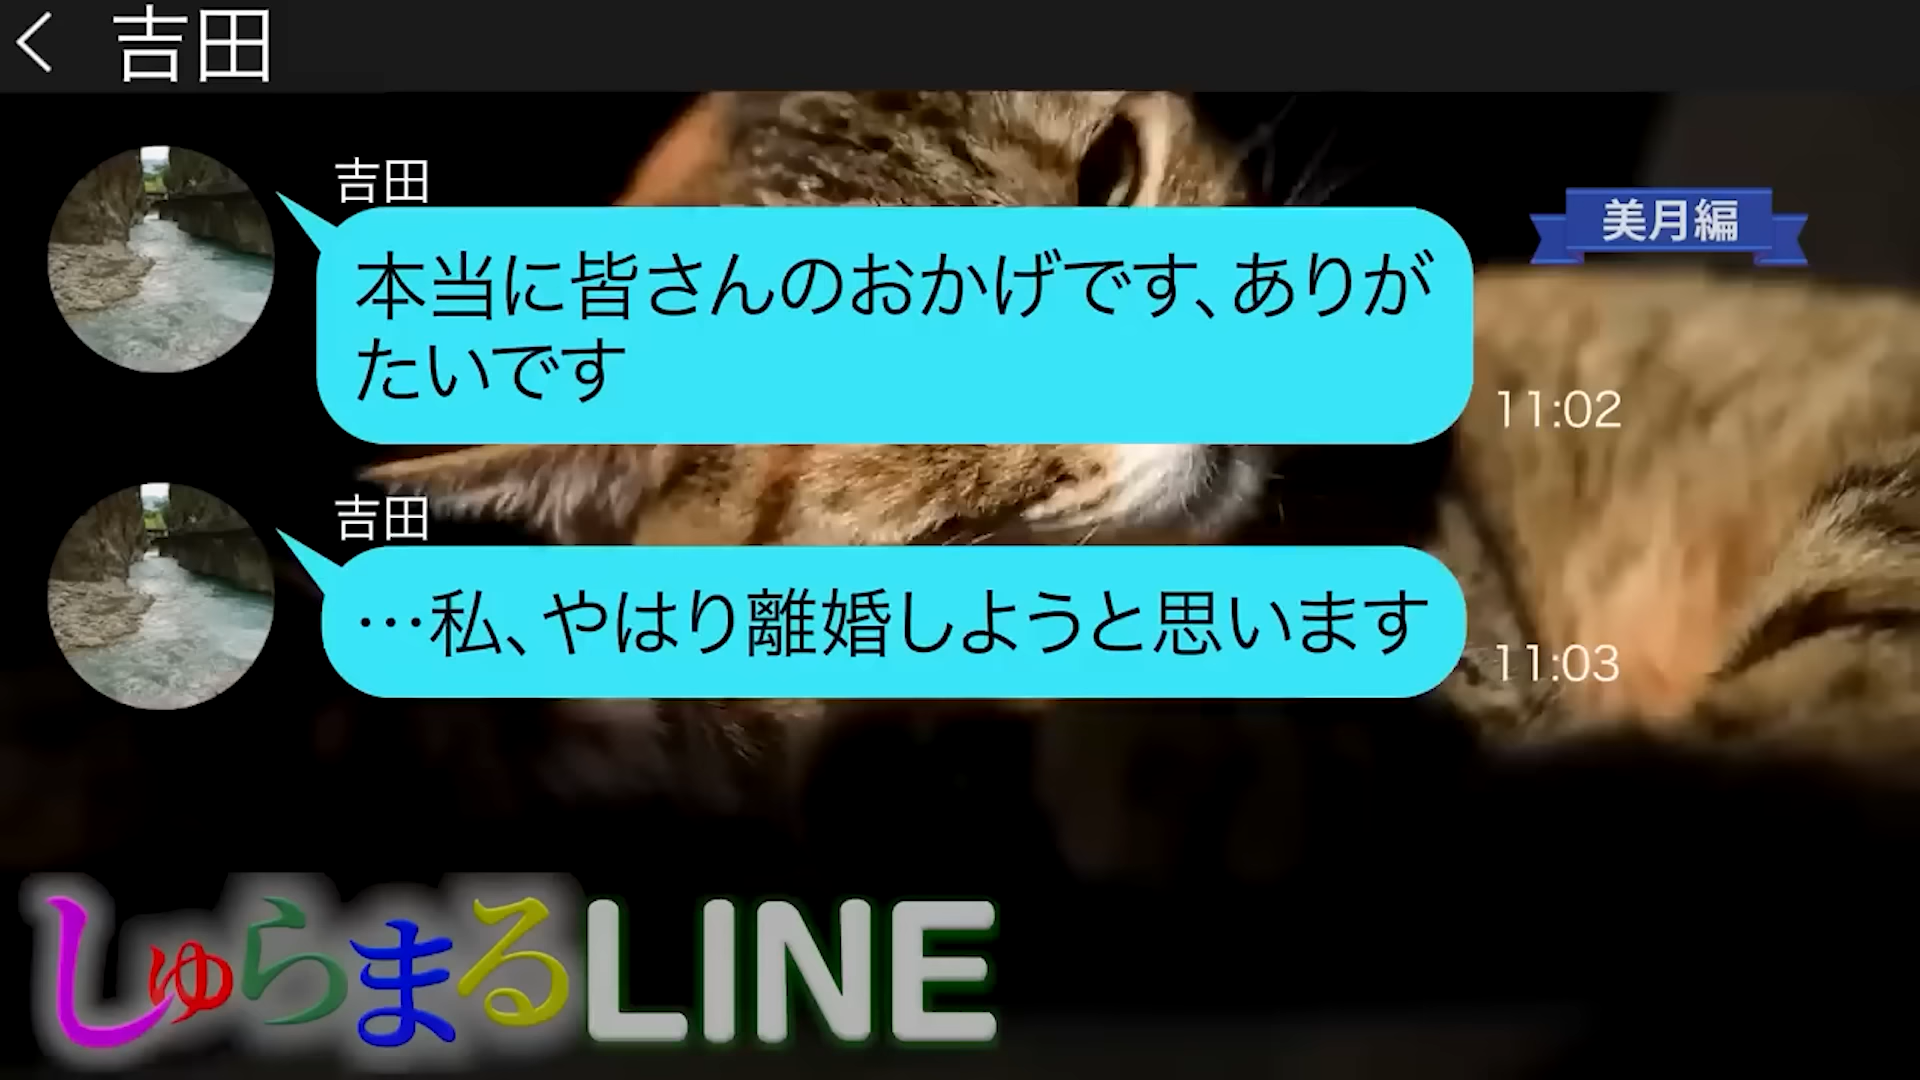 吉田
吉田
美月編
本当に皆さんのおかげです、ありが
たいです
11:02
吉田
…私、やはり離婚しようと思います
11:03
しゅらまるLINE